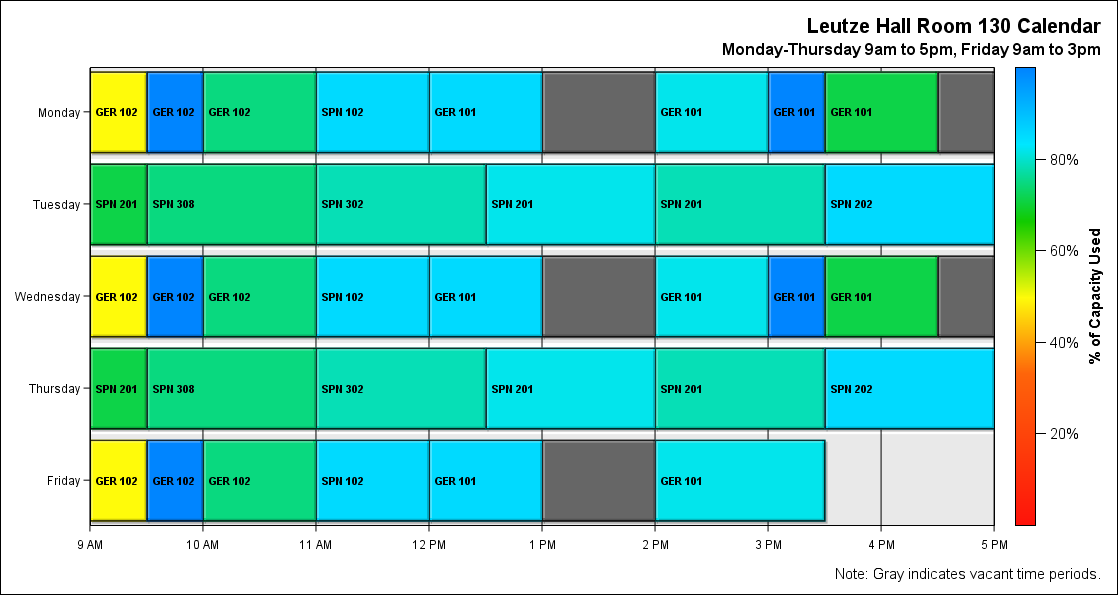 Leutze Hall Room 130 Calendar
Monday-Thursday 9am to 5pm, Friday 9am to 3pm
Monday GER 102 GER 102 GER 102 SPN 102 GER 101 GER 101 GER 101 GER 101
Tuesday SPN 201 SPN 308 SPN 302 SPN 201 SPN 201 SPN 202
Wednesday GER 102 GER 102 GER 102 SPN 102 GER 101 GER 101 GER 101 GER 101
Thursday SPN 201 SPN 308 SPN 302 SPN 201 SPN 201 SPN 202
Friday GER 102 GER 102 GER 102 SPN 102 GER 101 GER 101
9 AM 10 AM 11 AM 12 PM 1 PM 2 PM 3 PM 4 PM 5 PM
80%
60%
40%
20%
% of Capacity Used
Note: Gray indicates vacant time periods.